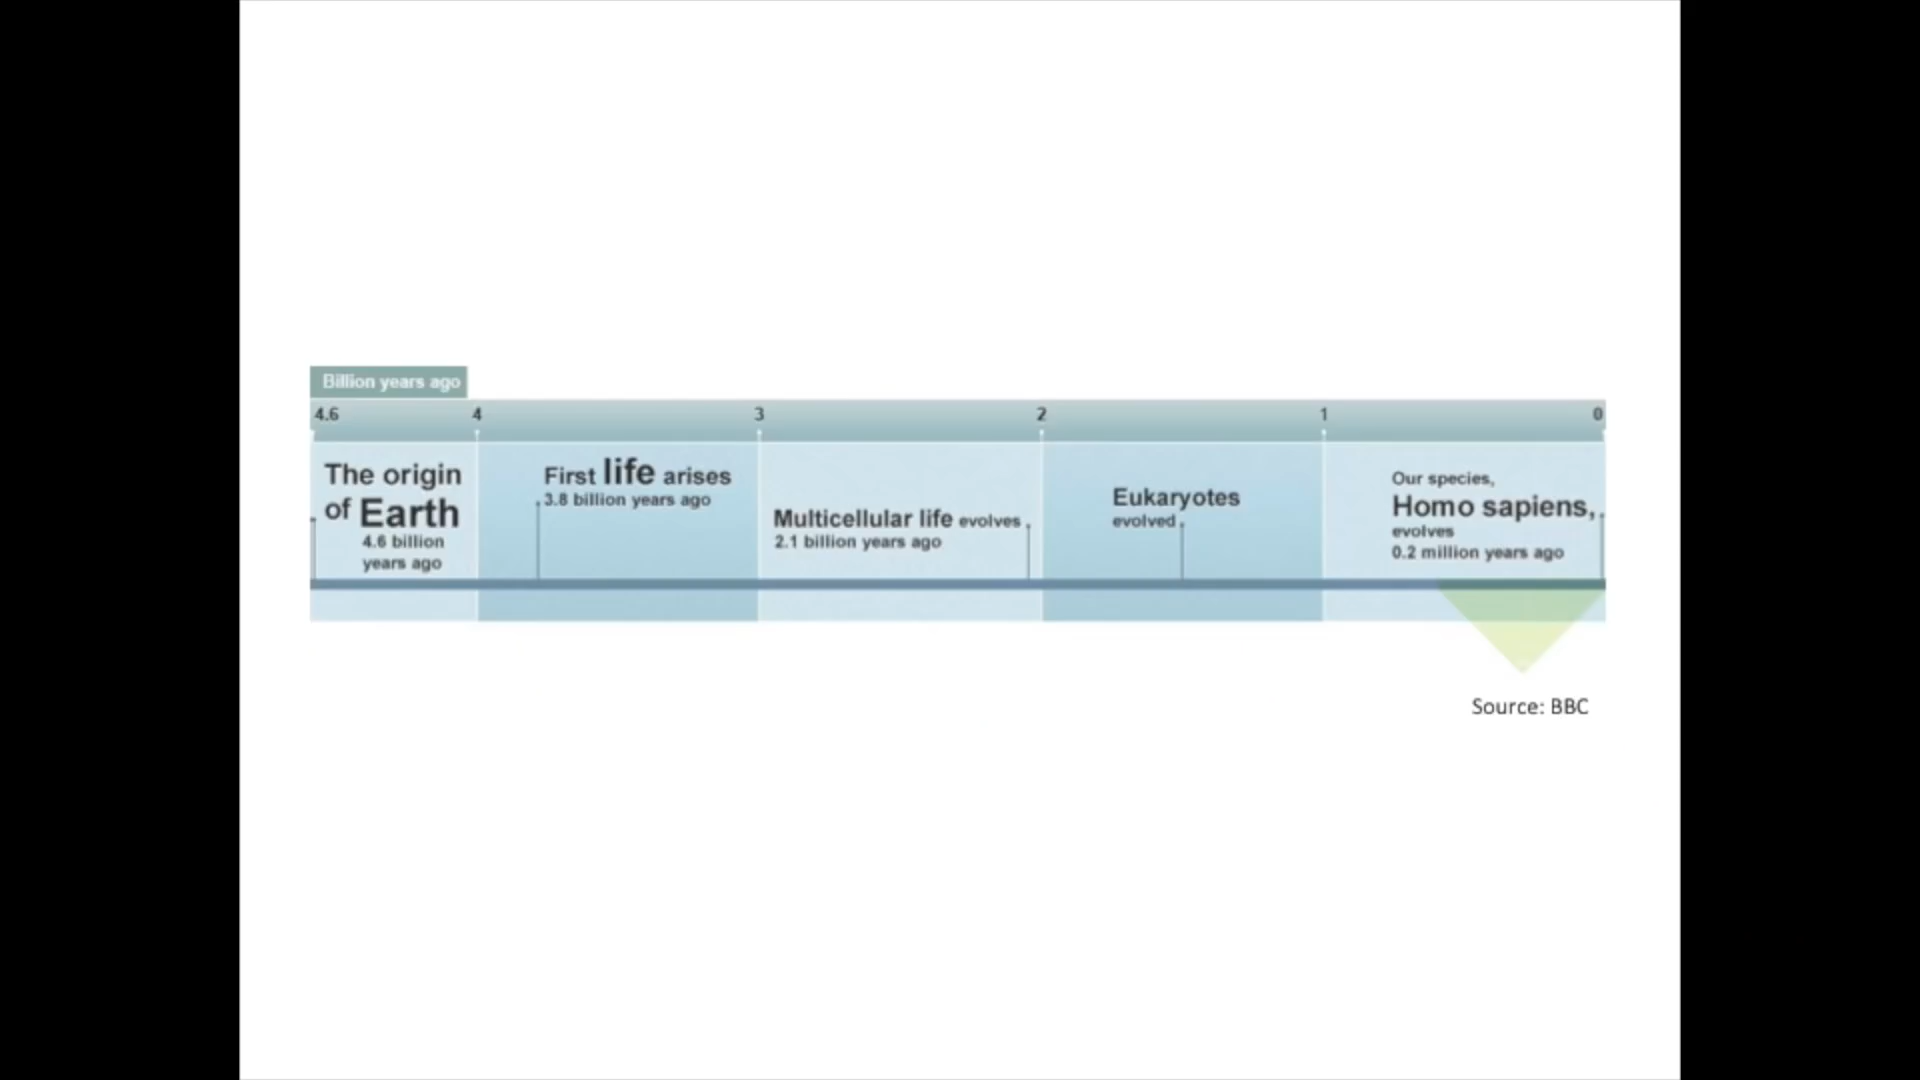 Billion years ago
4.6 4 3 2 1 0
The origin
of Earth
4.6 billion
years ago
First life arises
3.8 billion years ago
Multicellular life evolves
2.1 billion years ago
Eukaryotes
evolved
Our species,
Homo sapiens,
evolves
0.2 million years ago
Source: BBC